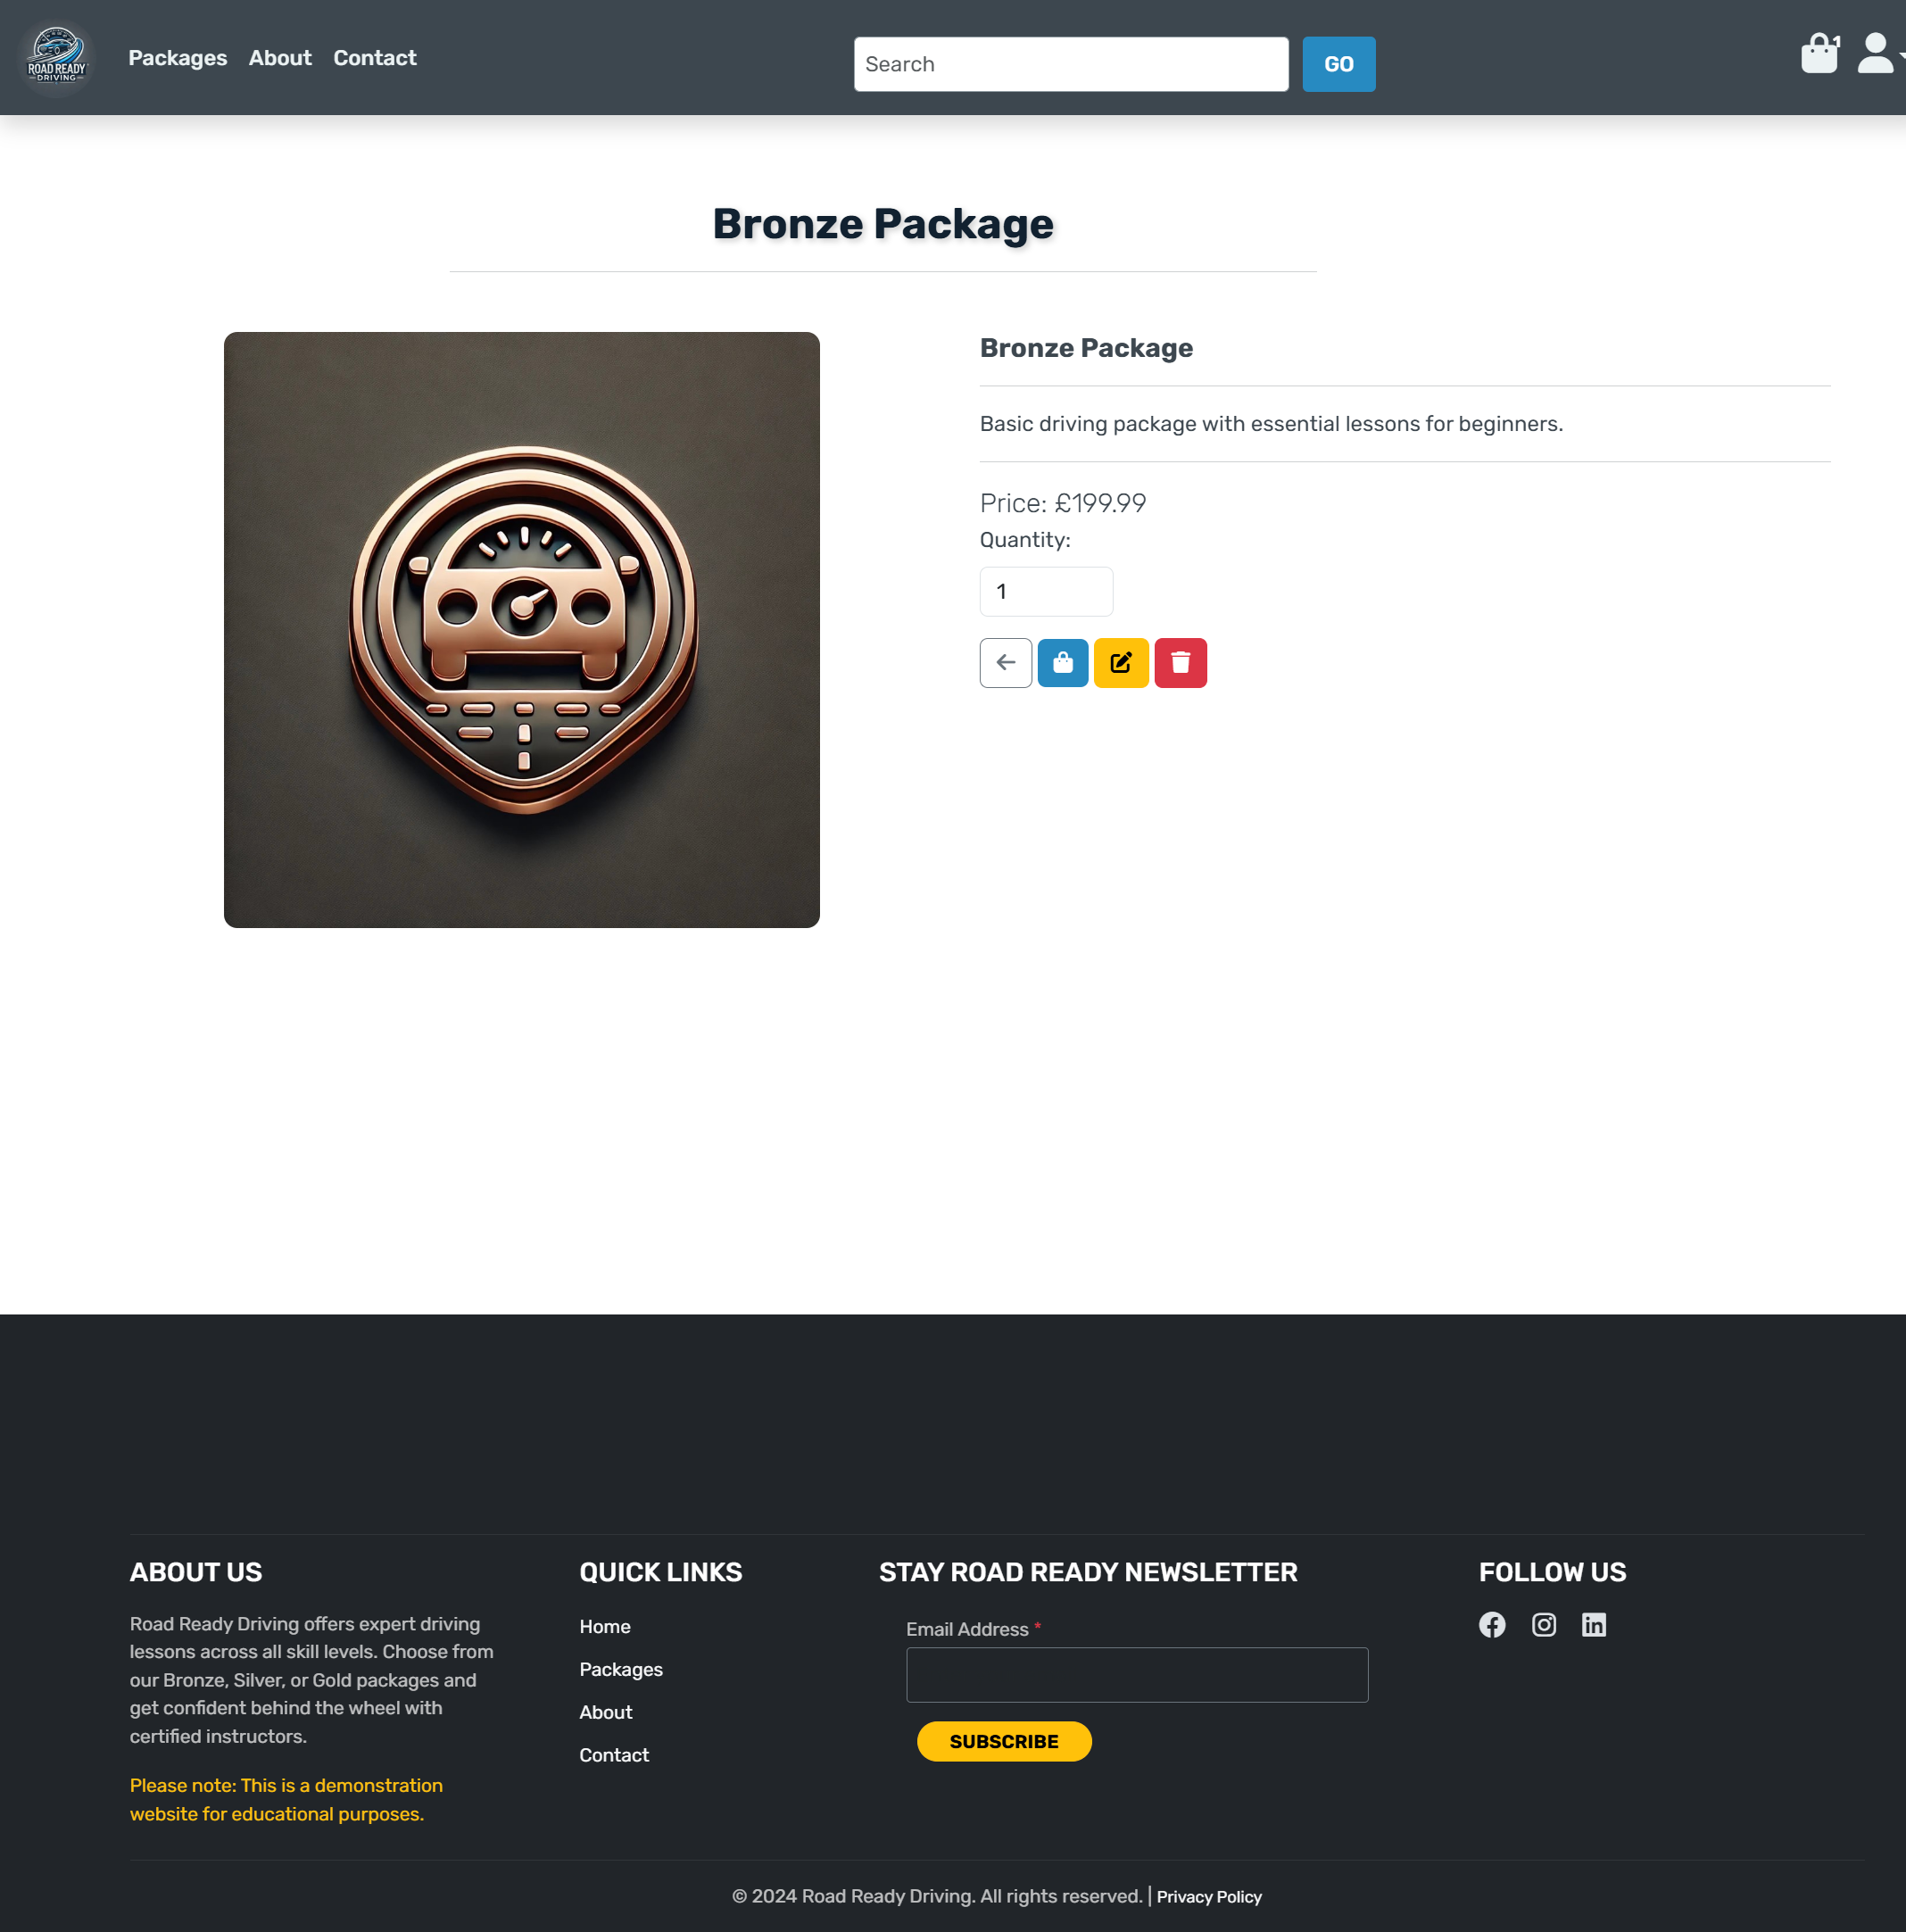 ROAD READY
DRIVING
Packages About Contact
Search
GO
1
Bronze Package
Bronze Package
Basic driving package with essential lessons for beginners.
Price: £199.99
Quantity:
1
ABOUT US
Road Ready Driving offers expert driving
lessons across all skill levels. Choose from
our Bronze, Silver, or Gold packages and
get confident behind the wheel with
certified instructors.
Please note: This is a demonstration
website for educational purposes.
QUICK LINKS
Home
Packages
About
Contact
STAY ROAD READY NEWSLETTER
Email Address *
SUBSCRIBE
FOLLOW US
© 2024 Road Ready Driving. All rights reserved. | Privacy Policy